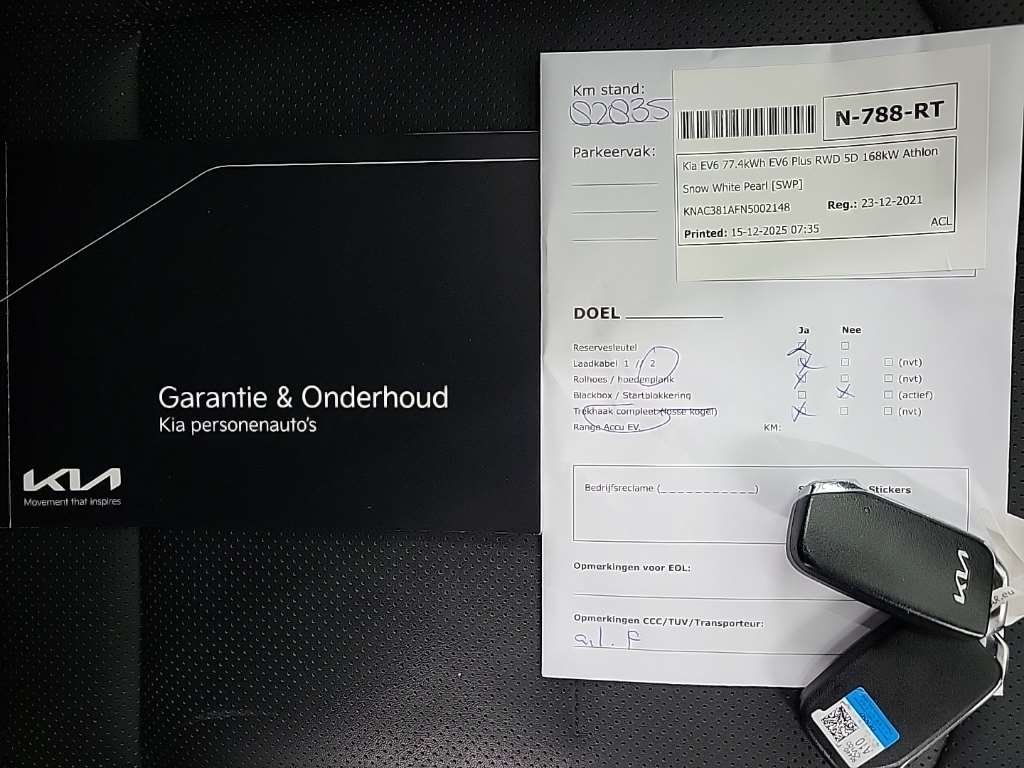 Garantie & Onderhoud
Kia personenauto's
KIA
Movement that inspires
Km stand:
82835
Parkeervak:
N-788-RT
Kia EV6 77.4kWh EV6 Plus RWD 5D 168kW Athlon
Snow White Pearl [SWP]
KNAC381AFN5002148 Reg.: 23-12-2021
Printed: 15-12-2025 07:35 ACL
DOEL
Ja Nee
Reservesleutel
Laadkabel 1 / 2 (nvt)
Rolhoes / hoedenplank (nvt)
Blackbox / Startblokkering (actief)
Trekhaak compleet (losse kogel) (nvt)
Range Accu EV. KM:
Bedrijfsreclame (____________) Stickers
Opmerkingen voor EOL:
Opmerkingen CCC/TUV/Transporteur:
KIA